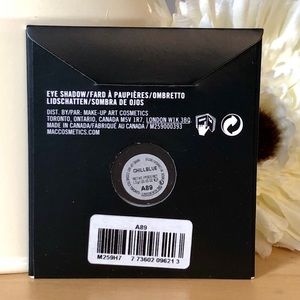 EYE SHADOW/FARD À PAUPIÈRES/OMBRETTO
LIDSCHATTEN/SOMBRA DE OJOS
DIST. BY/PAR. MAKE-UP ART COSMETICS
TORONTO, ONTARIO, CANADA M5V 1R7, LONDON W1K 3BQ.
MADE IN CANADA/FABRIQUÉ AU CANADA / M259000393
MACCOSMETICS.COM
CHILLBLUE
A89
A89
M259H7 7 73602 09621 3